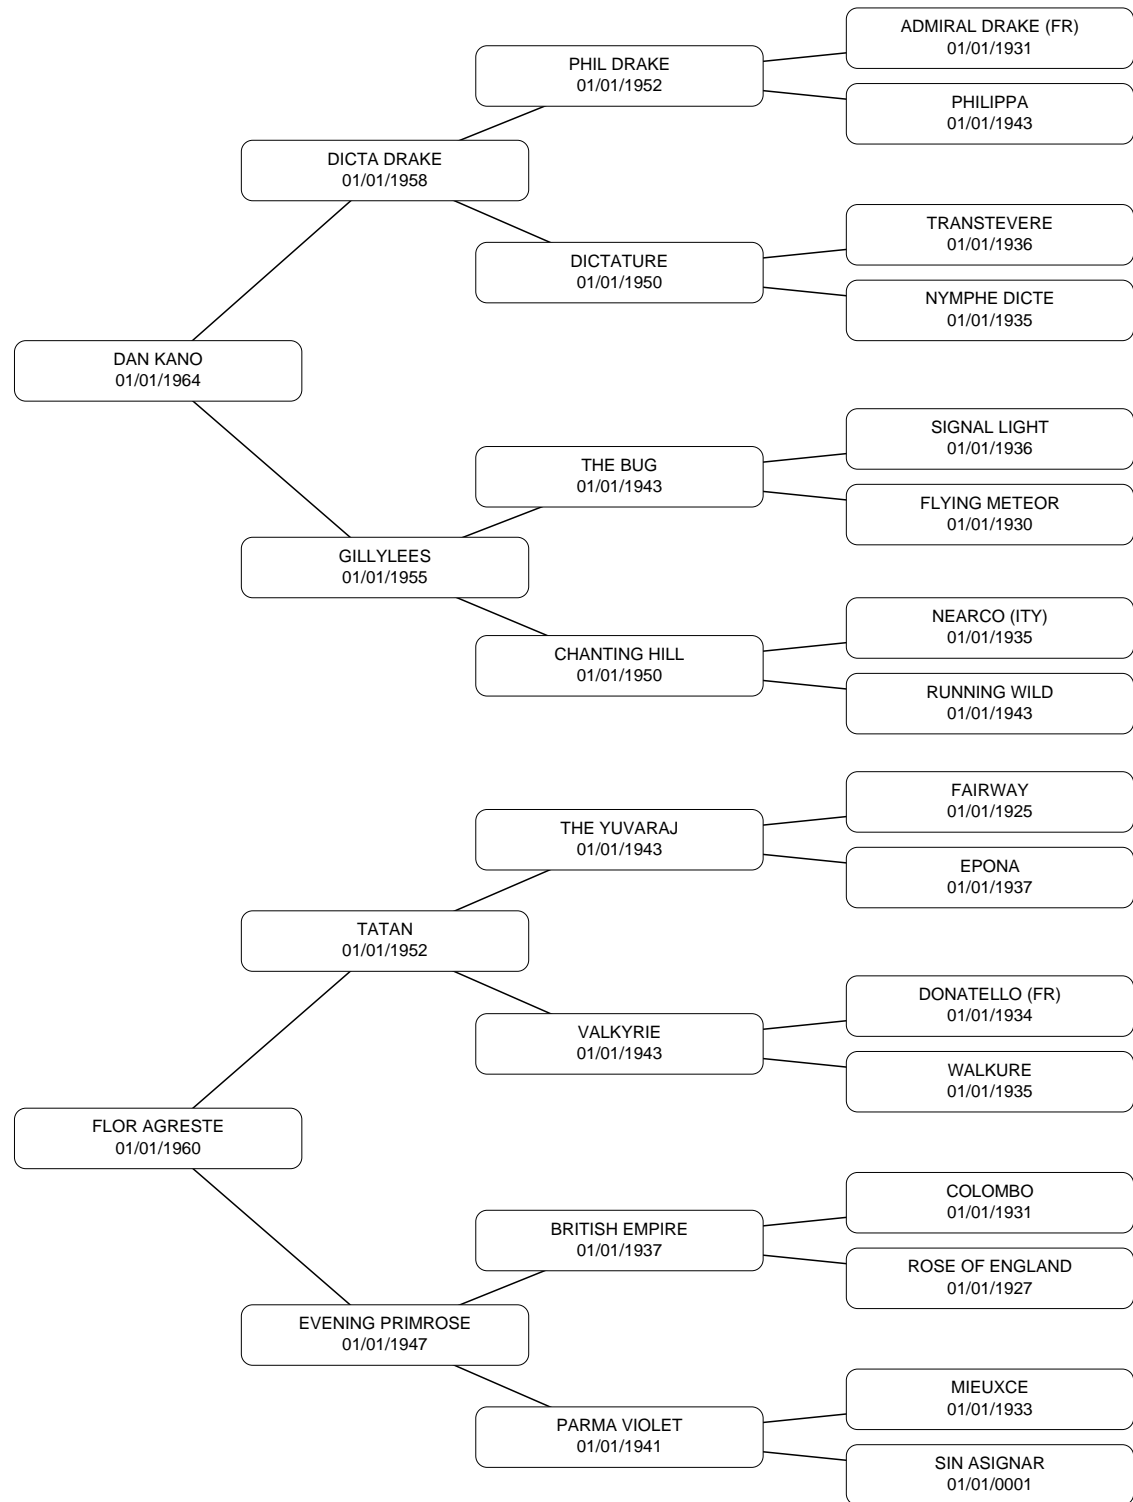 ADMIRAL DRAKE (FR)
01/01/1931
PHIL DRAKE
01/01/1952
PHILIPPA
01/01/1943
DICTA DRAKE
01/01/1958
TRANSTEVERE
01/01/1936
DICTATURE
01/01/1950
NYMPHE DICTE
01/01/1935
DAN KANO
01/01/1964
SIGNAL LIGHT
01/01/1936
THE BUG
01/01/1943
FLYING METEOR
01/01/1930
GILLYLEES
01/01/1955
NEARCO (ITY)
01/01/1935
CHANTING HILL
01/01/1950
RUNNING WILD
01/01/1943
FAIRWAY
01/01/1925
THE YUVARAJ
01/01/1943
EPONA
01/01/1937
TATAN
01/01/1952
DONATELLO (FR)
01/01/1934
VALKYRIE
01/01/1943
WALKURE
01/01/1935
FLOR AGRESTE
01/01/1960
COLOMBO
01/01/1931
BRITISH EMPIRE
01/01/1937
ROSE OF ENGLAND
01/01/1927
EVENING PRIMROSE
01/01/1947
MIEUXCE
01/01/1933
PARMA VIOLET
01/01/1941
SIN ASIGNAR
01/01/0001